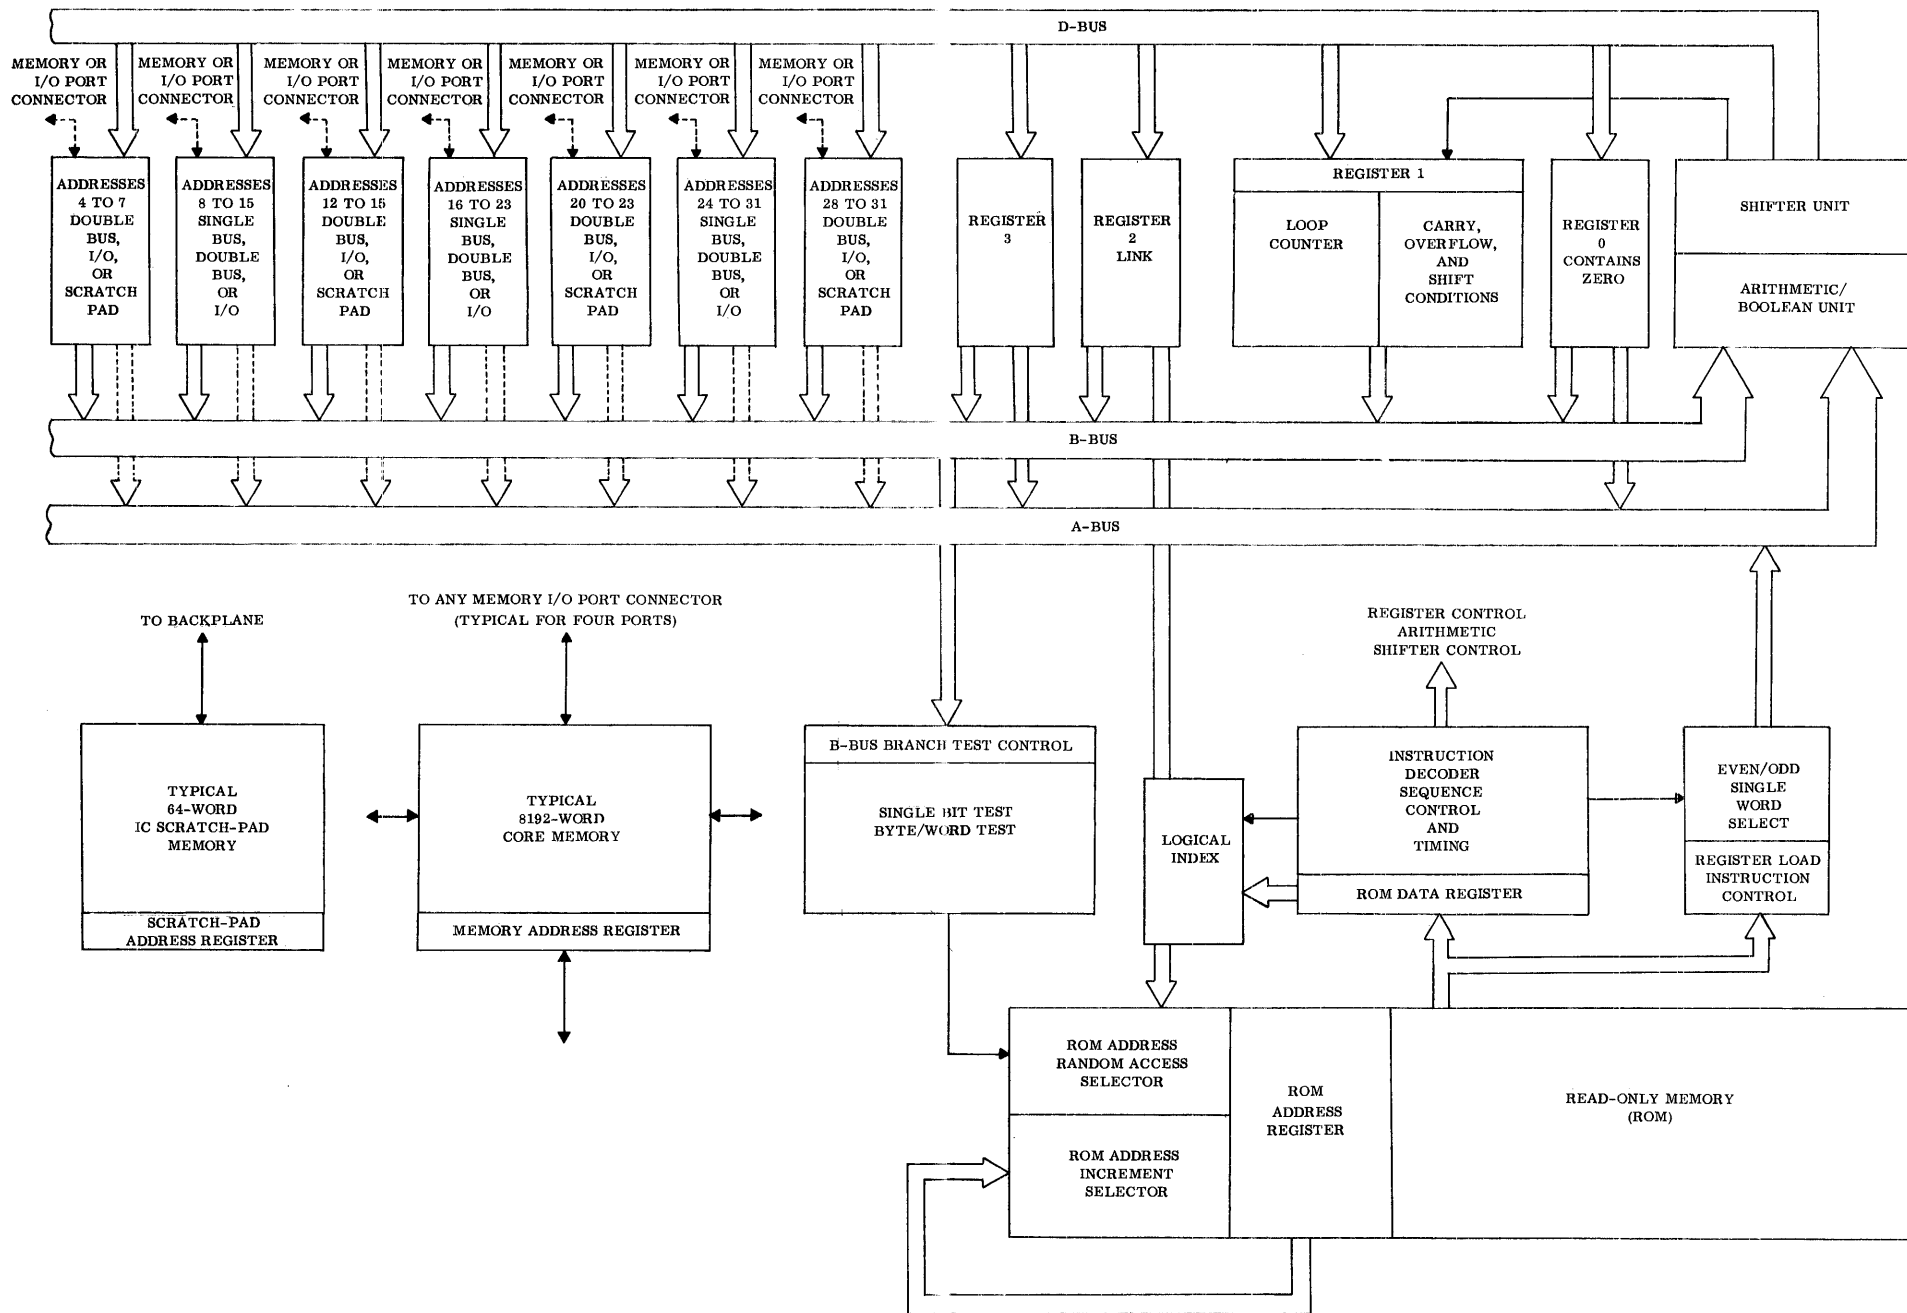 D-BUS
MEMORY OR
I/O PORT
CONNECTOR
MEMORY OR
I/O PORT
CONNECTOR
MEMORY OR
I/O PORT
CONNECTOR
MEMORY OR
I/O PORT
CONNECTOR
MEMORY OR
I/O PORT
CONNECTOR
MEMORY OR
I/O PORT
CONNECTOR
MEMORY OR
I/O PORT
CONNECTOR
ADDRESSES
4 TO 7
DOUBLE
BUS,
I/O,
OR
SCRATCH
PAD
ADDRESSES
8 TO 15
SINGLE
BUS,
DOUBLE
BUS,
OR
I/O
ADDRESSES
12 TO 15
DOUBLE
BUS,
I/O,
OR
SCRATCH
PAD
ADDRESSES
16 TO 23
SINGLE
BUS,
DOUBLE
BUS,
OR
I/O
ADDRESSES
20 TO 23
DOUBLE
BUS,
I/O,
OR
SCRATCH
PAD
ADDRESSES
24 TO 31
SINGLE
BUS,
DOUBLE
BUS,
OR
I/O
ADDRESSES
28 TO 31
DOUBLE
BUS,
I/O,
OR
SCRATCH
PAD
REGISTER
3
REGISTER
2
LINK
REGISTER 1
LOOP
COUNTER
CARRY,
OVERFLOW,
AND
SHIFT
CONDITIONS
REGISTER
0
CONTAINS
ZERO
SHIFTER UNIT
ARITHMETIC/
BOOLEAN UNIT
B-BUS
A-BUS
TO BACKPLANE
TO ANY MEMORY I/O PORT CONNECTOR
(TYPICAL FOR FOUR PORTS)
REGISTER CONTROL
ARITHMETIC
SHIFTER CONTROL
TYPICAL
64-WORD
IC SCRATCH-PAD
MEMORY
SCRATCH-PAD
ADDRESS REGISTER
TYPICAL
8192-WORD
CORE MEMORY
MEMORY ADDRESS REGISTER
B-BUS BRANCH TEST CONTROL
SINGLE BIT TEST
BYTE/WORD TEST
LOGICAL
INDEX
INSTRUCTION
DECODER
SEQUENCE
CONTROL
AND
TIMING
ROM DATA REGISTER
EVEN/ODD
SINGLE
WORD
SELECT
REGISTER LOAD
INSTRUCTION
CONTROL
ROM ADDRESS
RANDOM ACCESS
SELECTOR
ROM ADDRESS
INCREMENT
SELECTOR
ROM
ADDRESS
REGISTER
READ-ONLY MEMORY
(ROM)